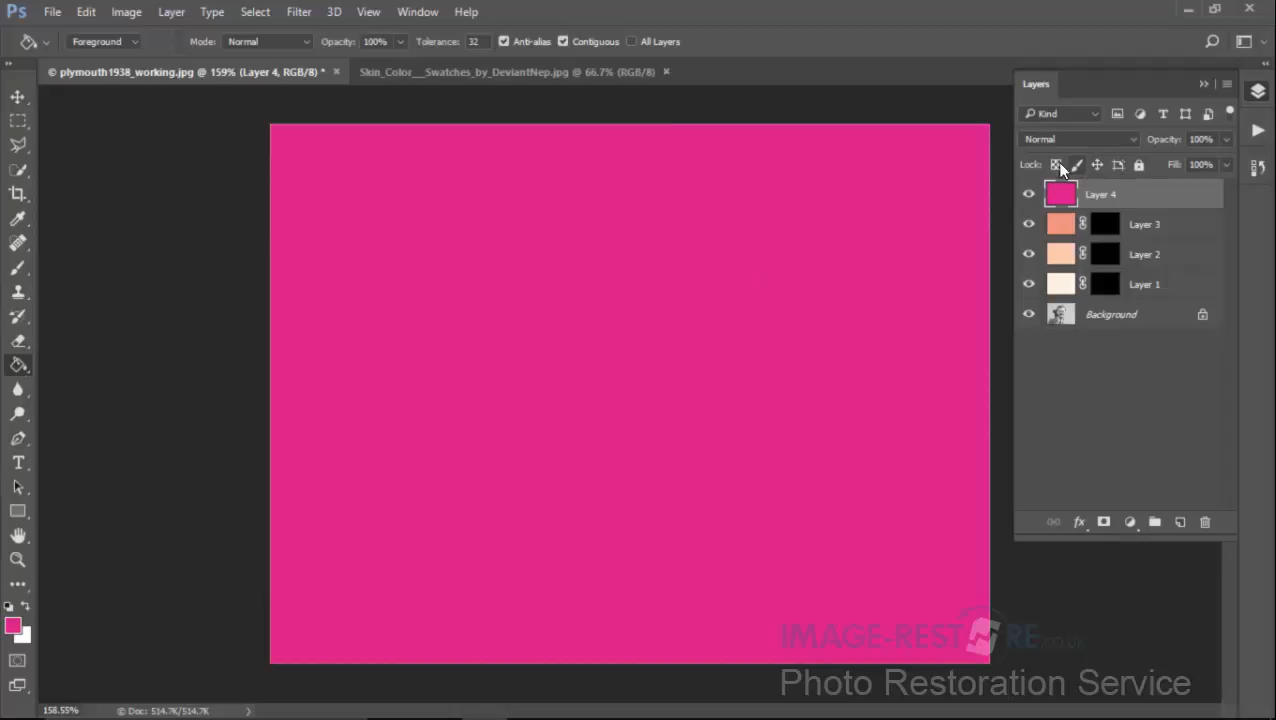 Ps File Edit Image Layer Type Select Filter 3D View Window Help
Foreground Mode: Normal Opacity: 100% Tolerance: 32 Anti-alias Contiguous All Layers
© plymouth1938_working.jpg @ 159% (Layer 4, RGB/8) * × Skin_Color__Swatches_by_DeviantNep.jpg @ 66.7% (RGB/8) ×
Layers
Kind
Normal Opacity: 100%
Lock: Fill: 100%
Layer 4
Layer 3
Layer 2
Layer 1
Background
IMAGE-RESTORE.co.uk
Photo Restoration Service
158.55% © Doc: 514.7K/514.7K